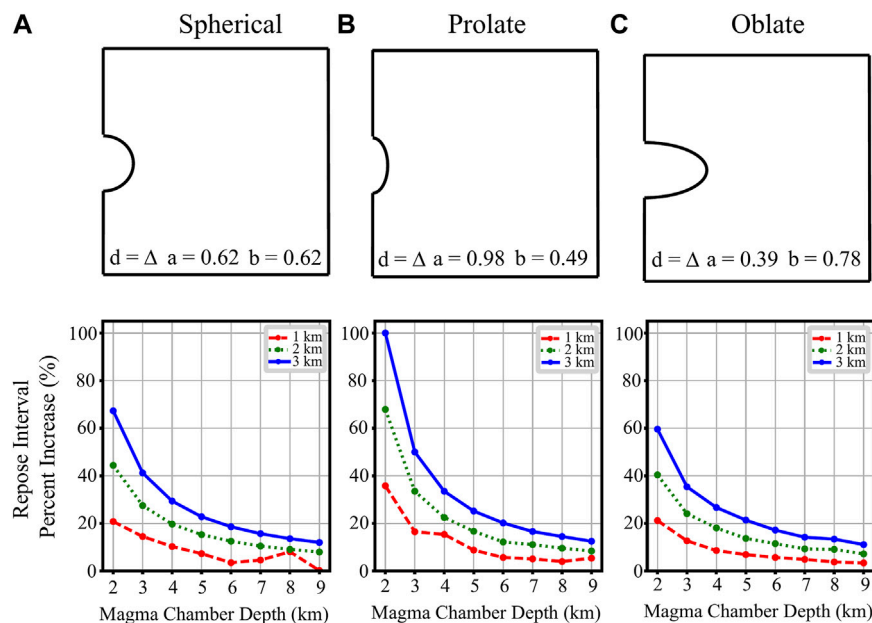 A Spherical B Prolate C Oblate
d = Δ a = 0.62 b = 0.62
d = Δ a = 0.98 b = 0.49
d = Δ a = 0.39 b = 0.78
Repose Interval
Percent Increase (%)
100
80
60
40
20
0
1 km
2 km
3 km
2 3 4 5 6 7 8 9
Magma Chamber Depth (km)
100
80
60
40
20
0
1 km
2 km
3 km
2 3 4 5 6 7 8 9
Magma Chamber Depth (km)
100
80
60
40
20
0
1 km
2 km
3 km
2 3 4 5 6 7 8 9
Magma Chamber Depth (km)